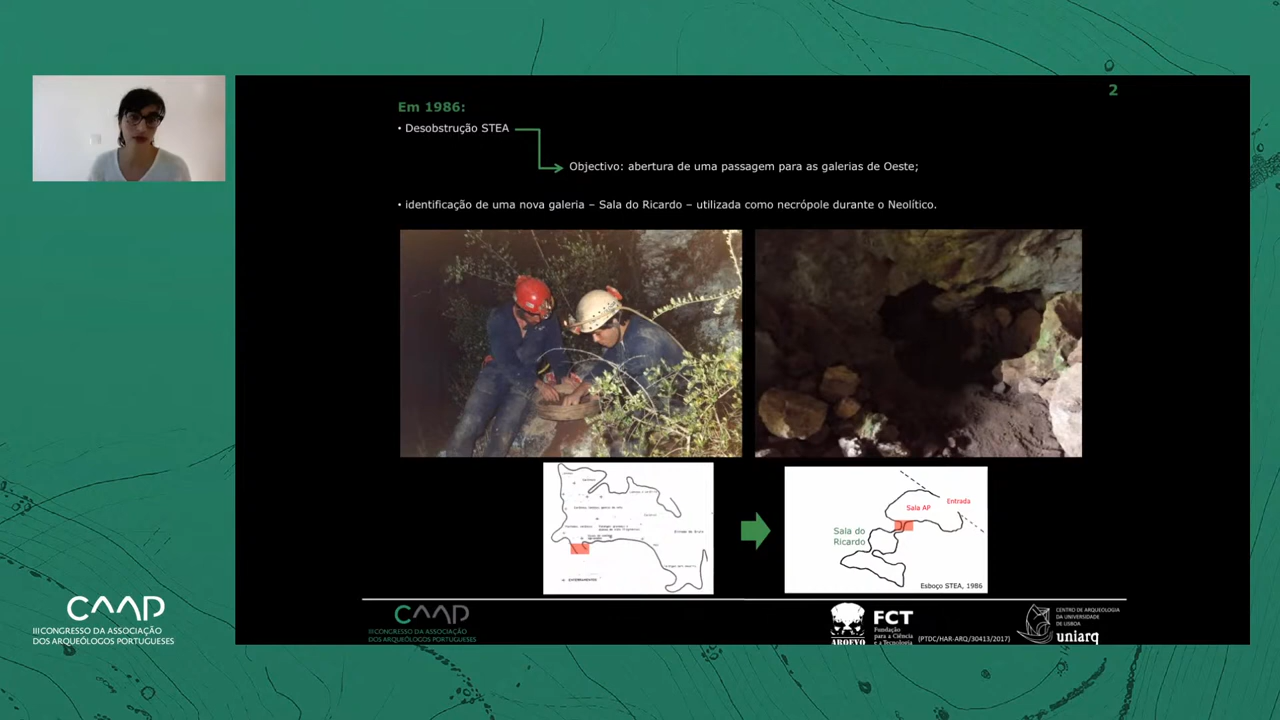 2
Em 1986:
• Desobstrução STEA
Objectivo: abertura de uma passagem para as galerias de Oeste;
• identificação de uma nova galeria – Sala do Ricardo – utilizada como necrópole durante o Neolítico.
Entrada
Sala AP
Sala do
Ricardo
Esboço STEA, 1986
CAAP
III CONGRESSO DA ASSOCIAÇÃO
DOS ARQUEÓLOGOS PORTUGUESES
CAAP
III CONGRESSO DA ASSOCIAÇÃO
DOS ARQUEÓLOGOS PORTUGUESES
ARQEVO
FCT
Fundação
para a Ciência
e a Tecnologia
(PTDC/HAR-ARQ/30413/2017)
CENTRO DE ARQUEOLOGIA
DA UNIVERSIDADE
DE LISBOA
uniarq